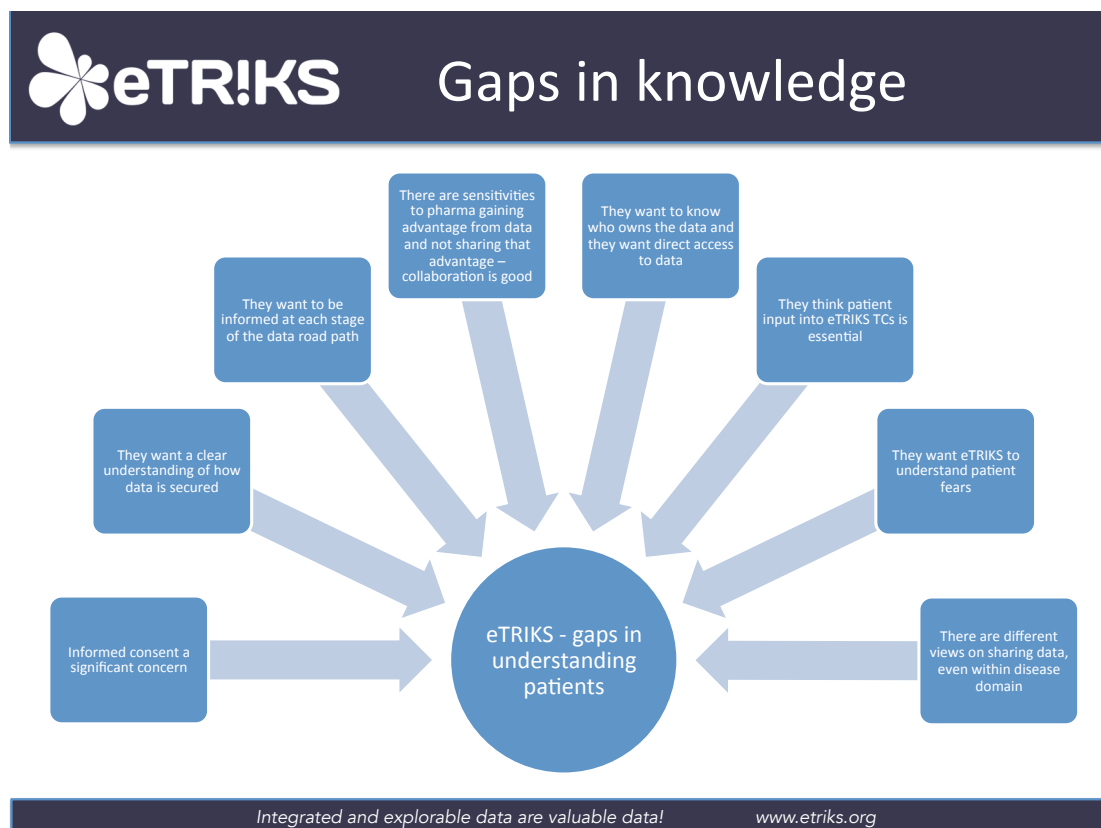 eTR!KS
Gaps in knowledge
There are sensitivities
to pharma gaining
advantage from data
and not sharing that
advantage –
collaboration is good
They want to know
who owns the data and
they want direct access
to data
They want to be
informed at each stage
of the data road path
They think patient
input into eTRIKS TCs is
essential
They want a clear
understanding of how
data is secured
They want eTRIKS to
understand patient
fears
Informed consent a
significant concern
eTRIKS - gaps in
understanding
patients
There are different
views on sharing data,
even within disease
domain
Integrated and explorable data are valuable data!
www.etriks.org